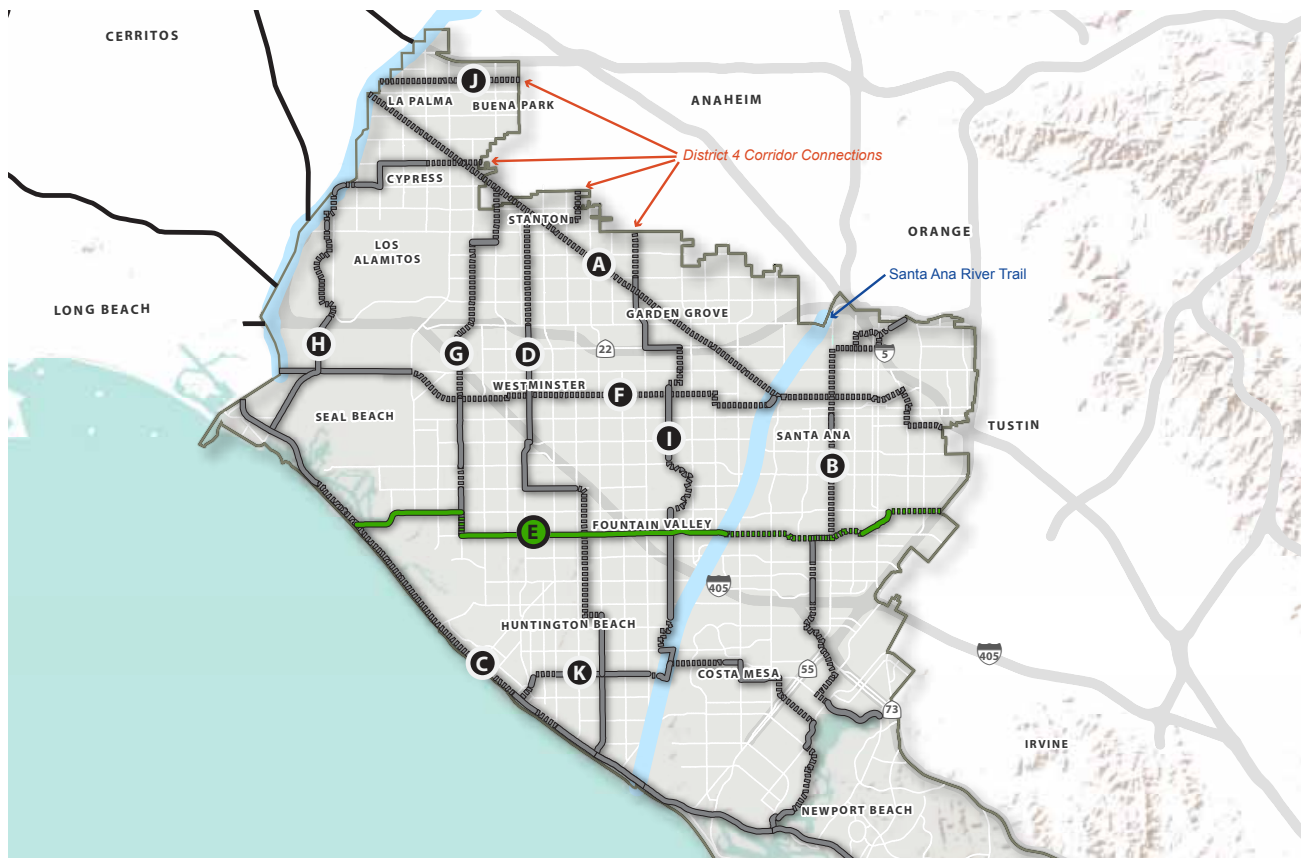 CERRITOS
J
LA PALMA
BUENA PARK
ANAHEIM
District 4 Corridor Connections
CYPRESS
STANTON
ORANGE
LOS
ALAMITOS
A
Santa Ana River Trail
LONG BEACH
GARDEN GROVE
H
G
D
22
5
WESTMINSTER
F
SEAL BEACH
I
SANTA ANA
TUSTIN
B
E
FOUNTAIN VALLEY
405
HUNTINGTON BEACH
405
C
K
COSTA MESA
55
73
IRVINE
NEWPORT BEACH